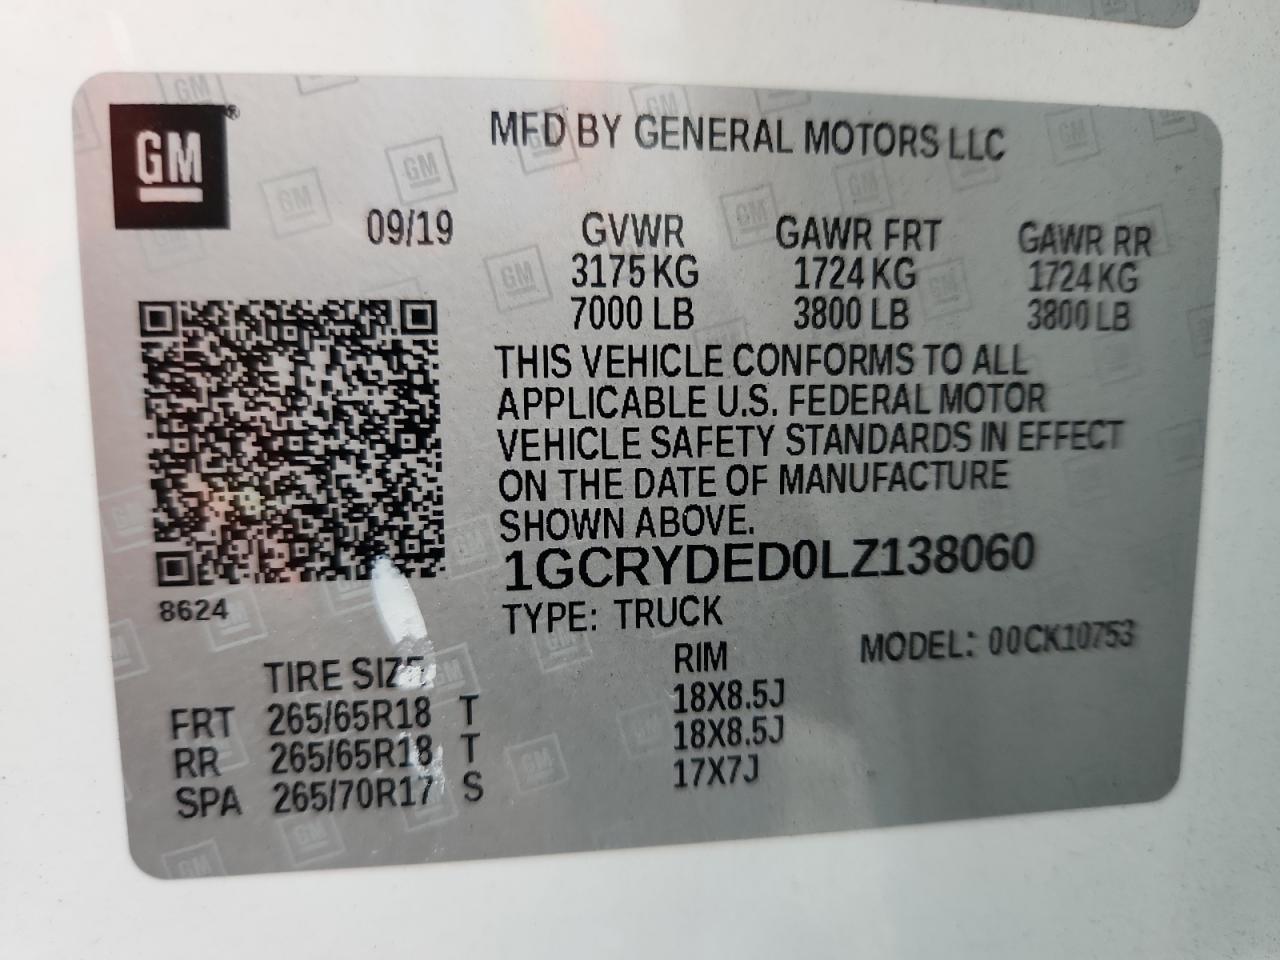 GM®
MFD BY GENERAL MOTORS LLC
09/19
GVWR GAWR FRT GAWR RR
3175 KG 1724 KG 1724 KG
7000 LB 3800 LB 3800 LB
THIS VEHICLE CONFORMS TO ALL
APPLICABLE U.S. FEDERAL MOTOR
VEHICLE SAFETY STANDARDS IN EFFECT
ON THE DATE OF MANUFACTURE
SHOWN ABOVE.
1GCRYDED0LZ138060
8624
TYPE: TRUCK
MODEL: 00CK10753
TIRE SIZE RIM
FRT 265/65R18 T 18X8.5J
RR 265/65R18 T 18X8.5J
SPA 265/70R17 S 17X7J